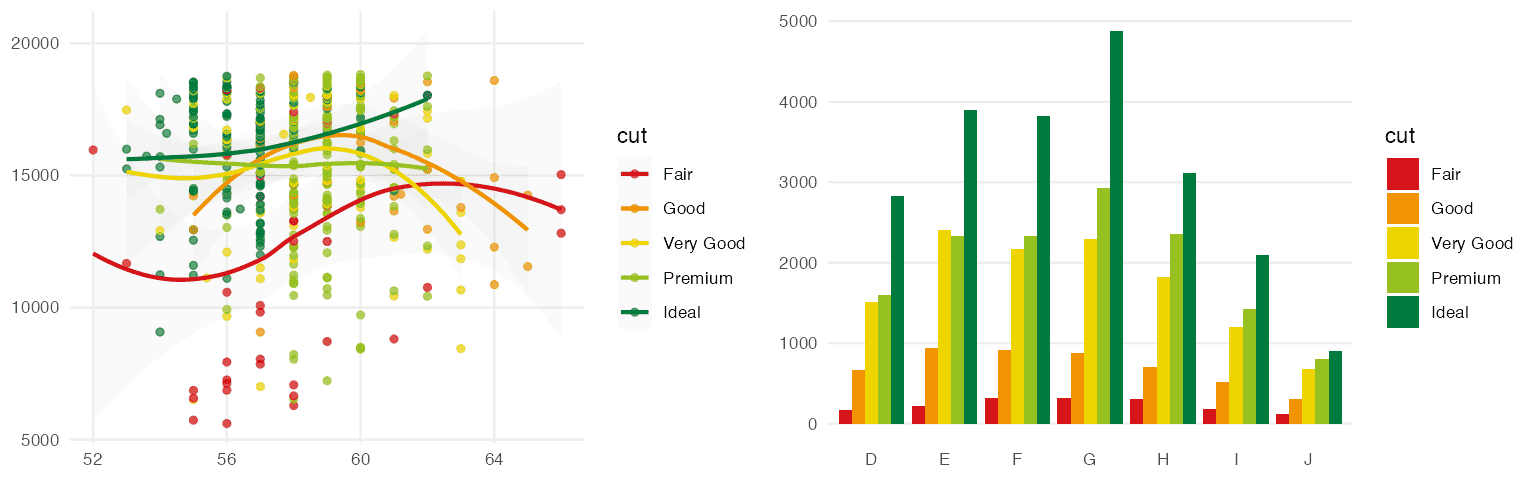 20000
15000
10000
5000
52 56 60 64
cut
Fair
Good
Very Good
Premium
Ideal
5000
4000
3000
2000
1000
0
D E F G H I J
cut
Fair
Good
Very Good
Premium
Ideal